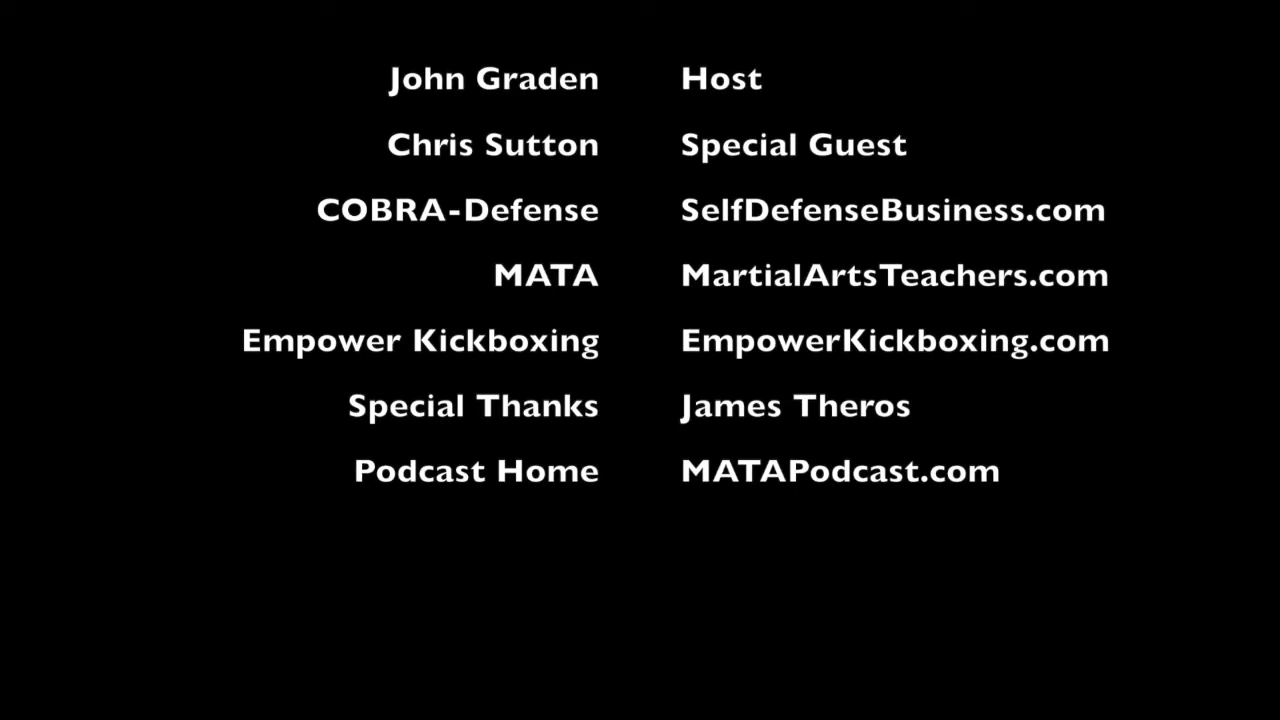 John Graden Host
Chris Sutton Special Guest
COBRA-Defense SelfDefenseBusiness.com
MATA MartialArtsTeachers.com
Empower Kickboxing EmpowerKickboxing.com
Special Thanks James Theros
Podcast Home MATAPodcast.com